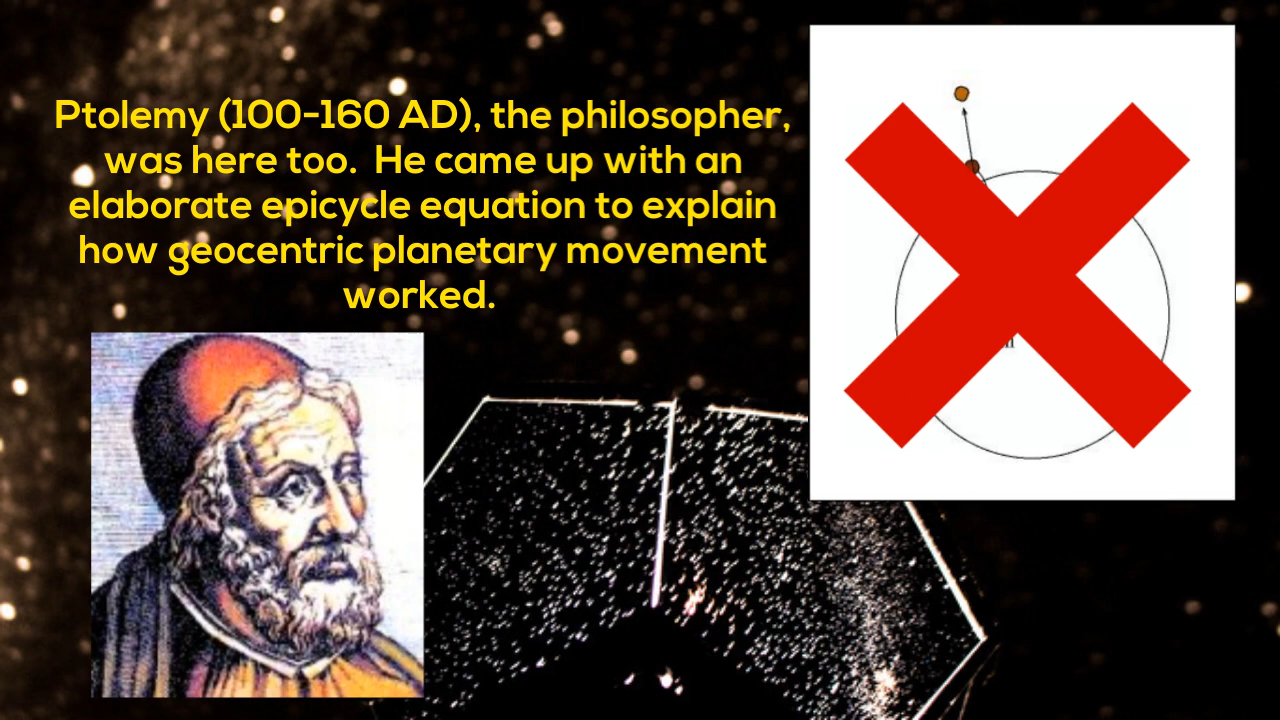 Ptolemy (100-160 AD), the philosopher,
was here too.  He came up with an
elaborate epicycle equation to explain
how geocentric planetary movement
worked.